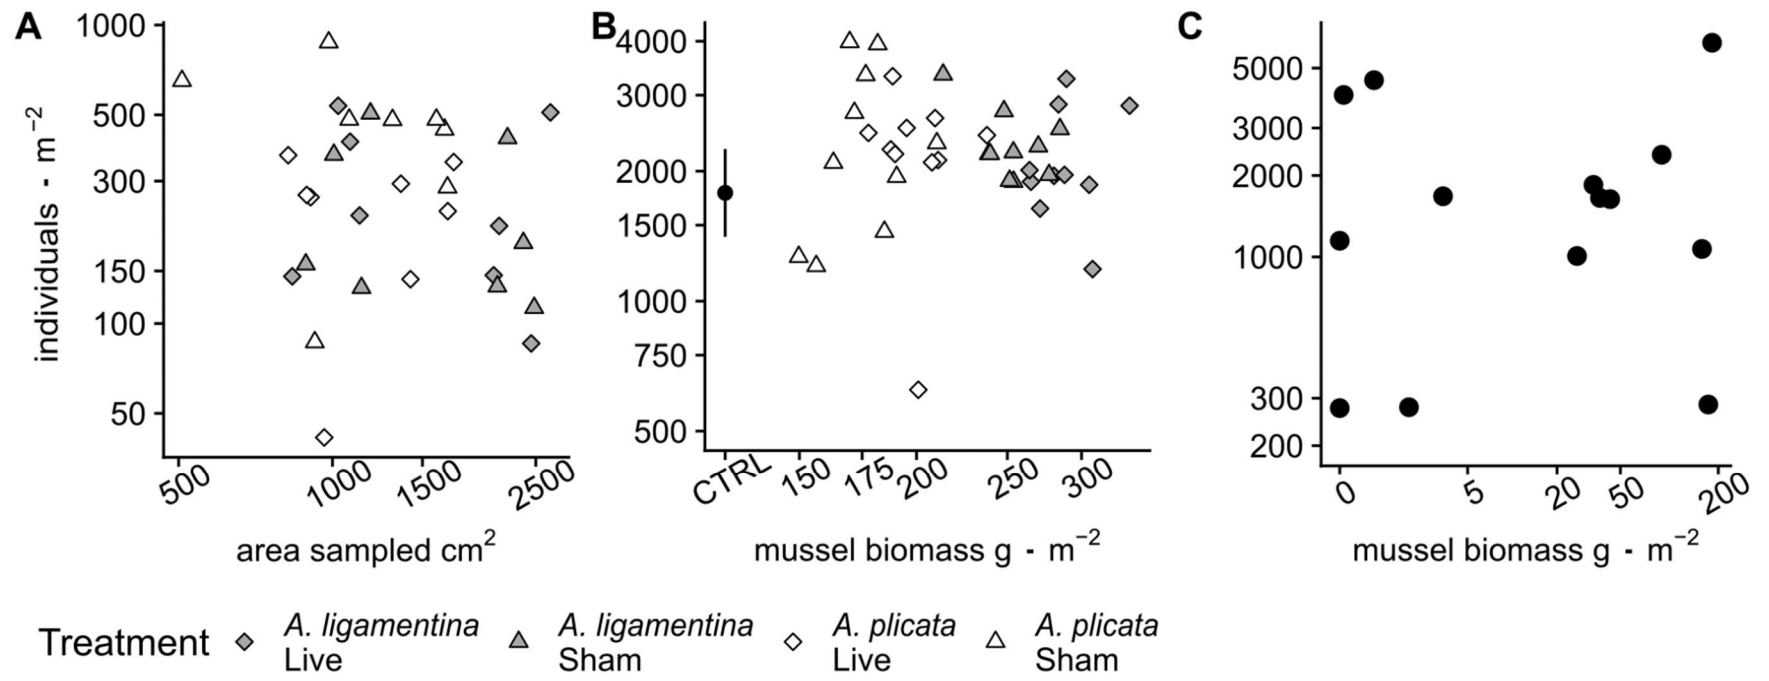 A
1000
500
300
150
100
50
individuals - m⁻²
500
1000
1500
2500
area sampled cm²
B
4000
3000
2000
1500
1000
750
500
CTRL
150
175
200
250
300
mussel biomass g - m⁻²
C
5000
3000
2000
1000
300
200
0
5
20
50
200
mussel biomass g - m⁻²
Treatment
A. ligamentina
Live
A. ligamentina
Sham
A. plicata
Live
A. plicata
Sham